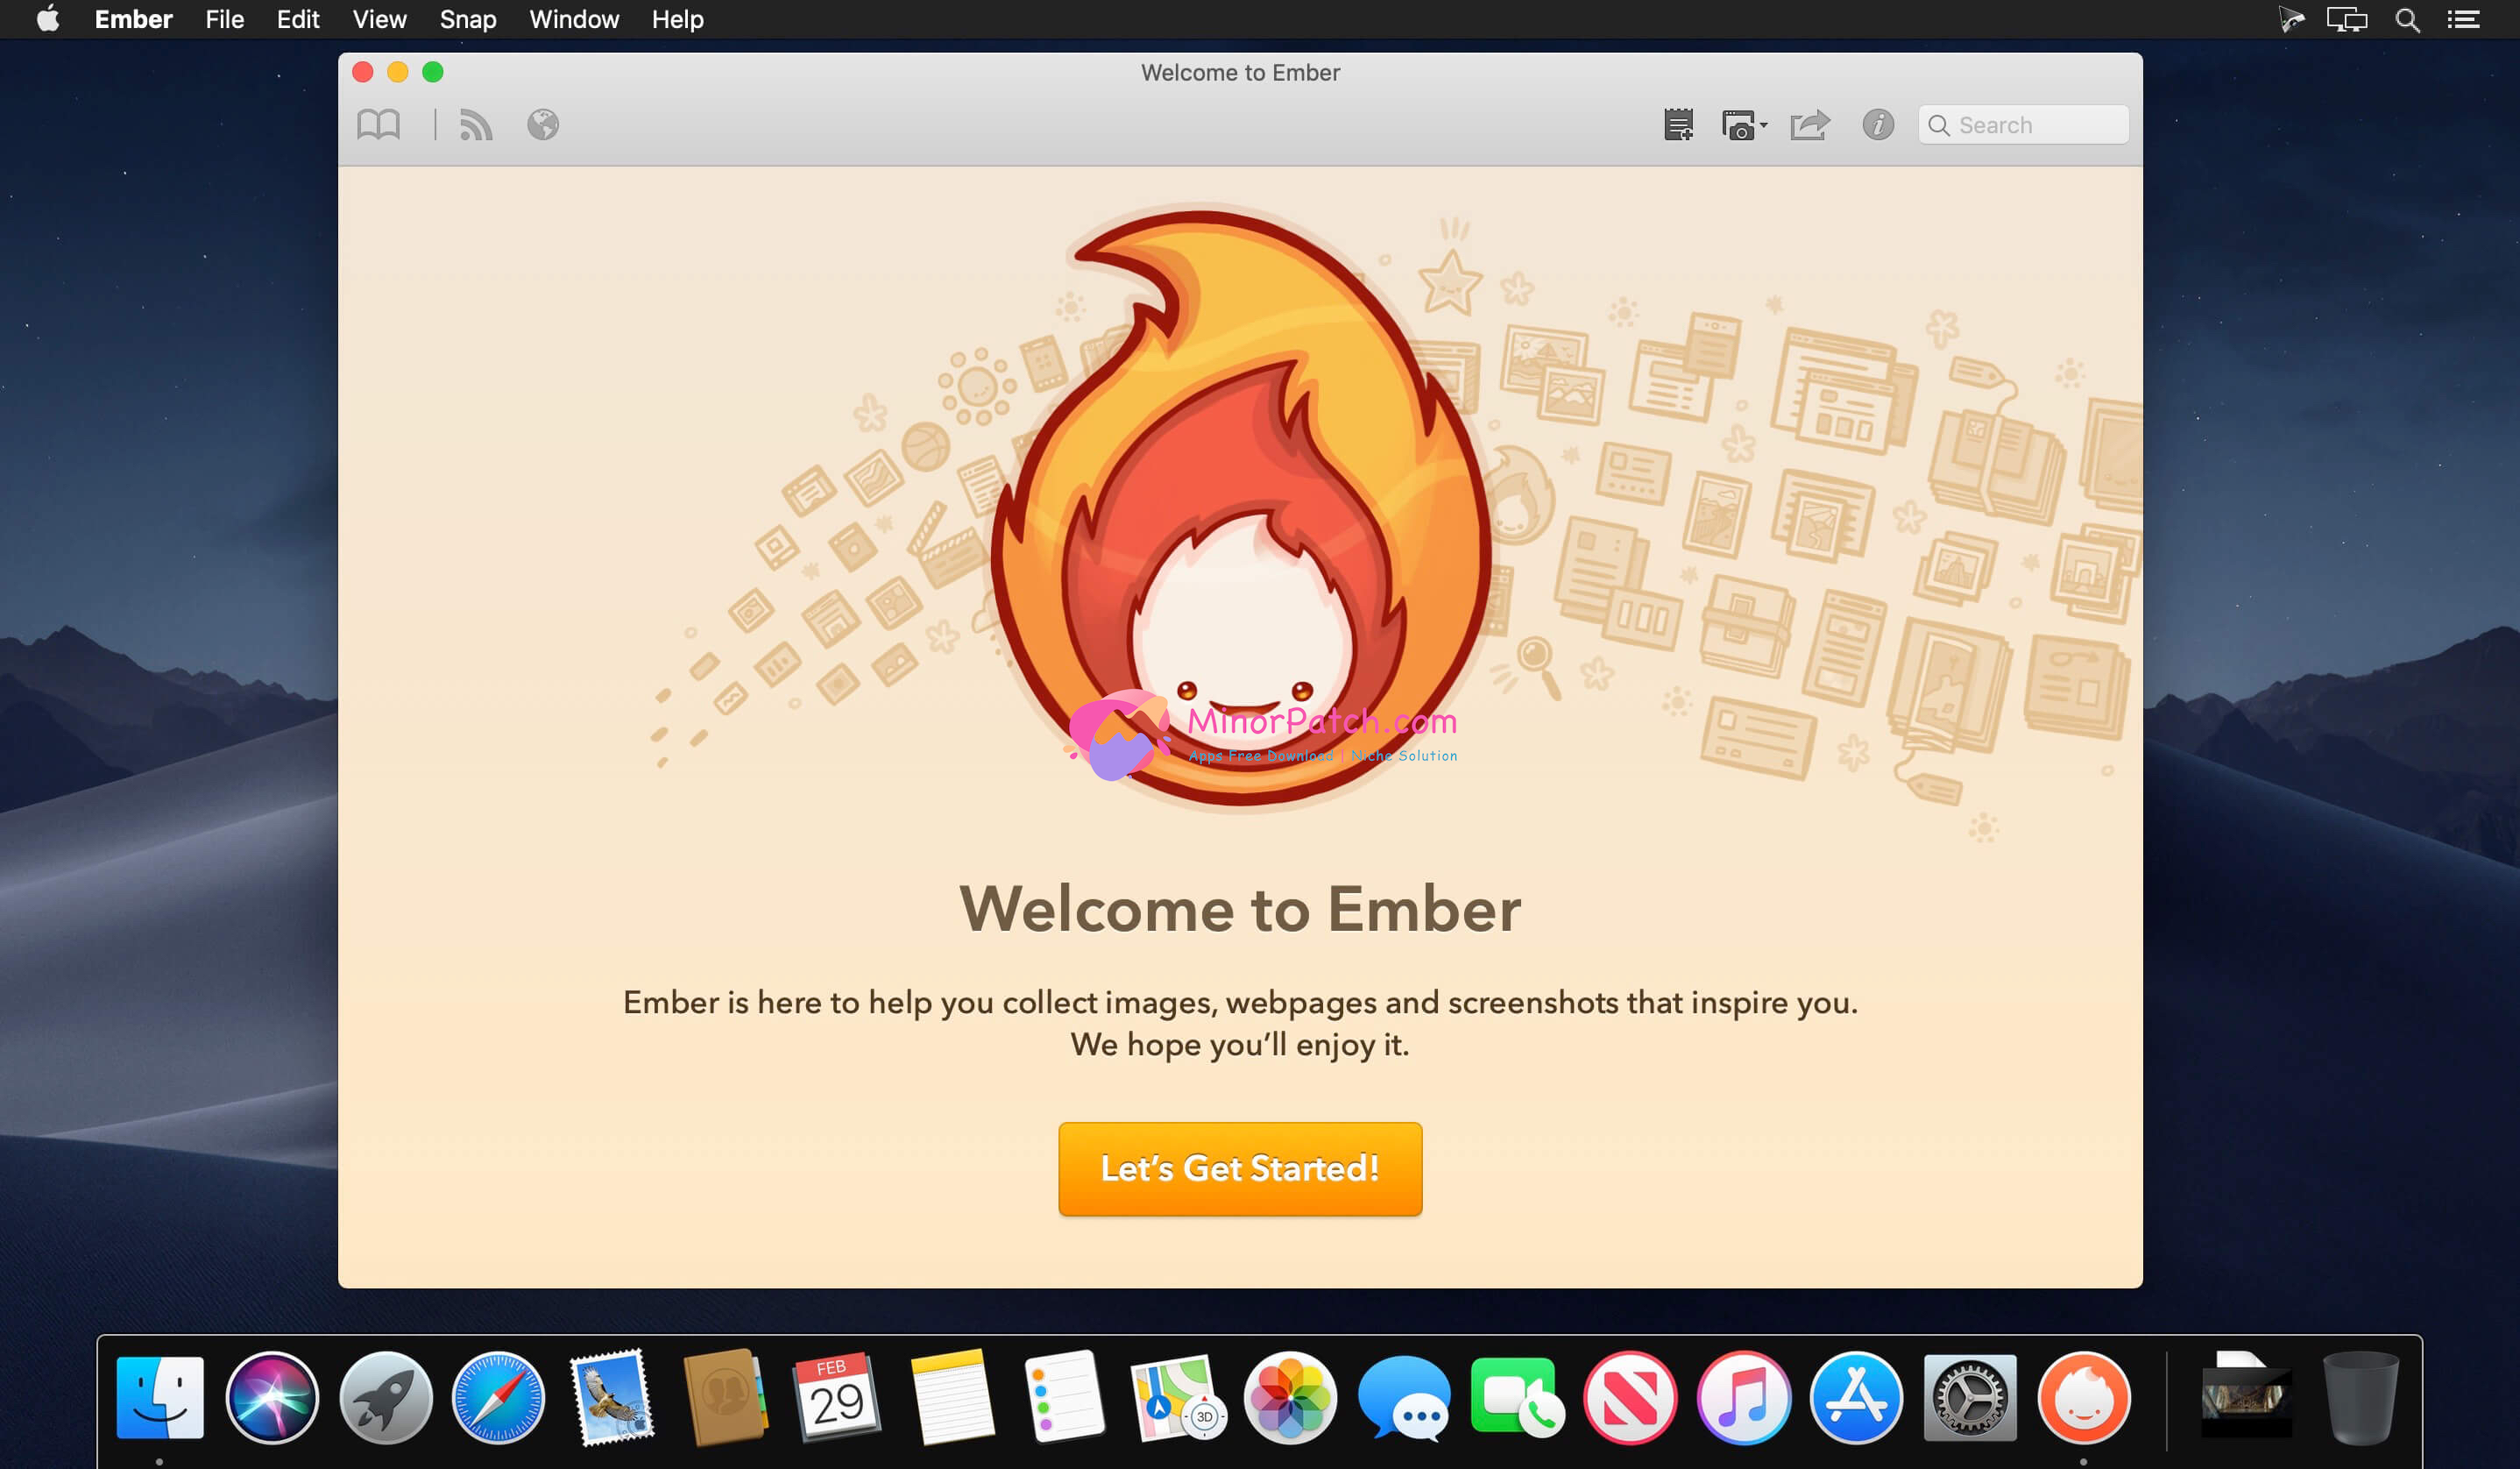 Ember File Edit View Snap Window Help
Welcome to Ember
Search
MinorPatch.com
Apps Free Download | Niche Solution
Welcome to Ember
Ember is here to help you collect images, webpages and screenshots that inspire you.
We hope you’ll enjoy it.
Let’s Get Started!
FEB
29
3D